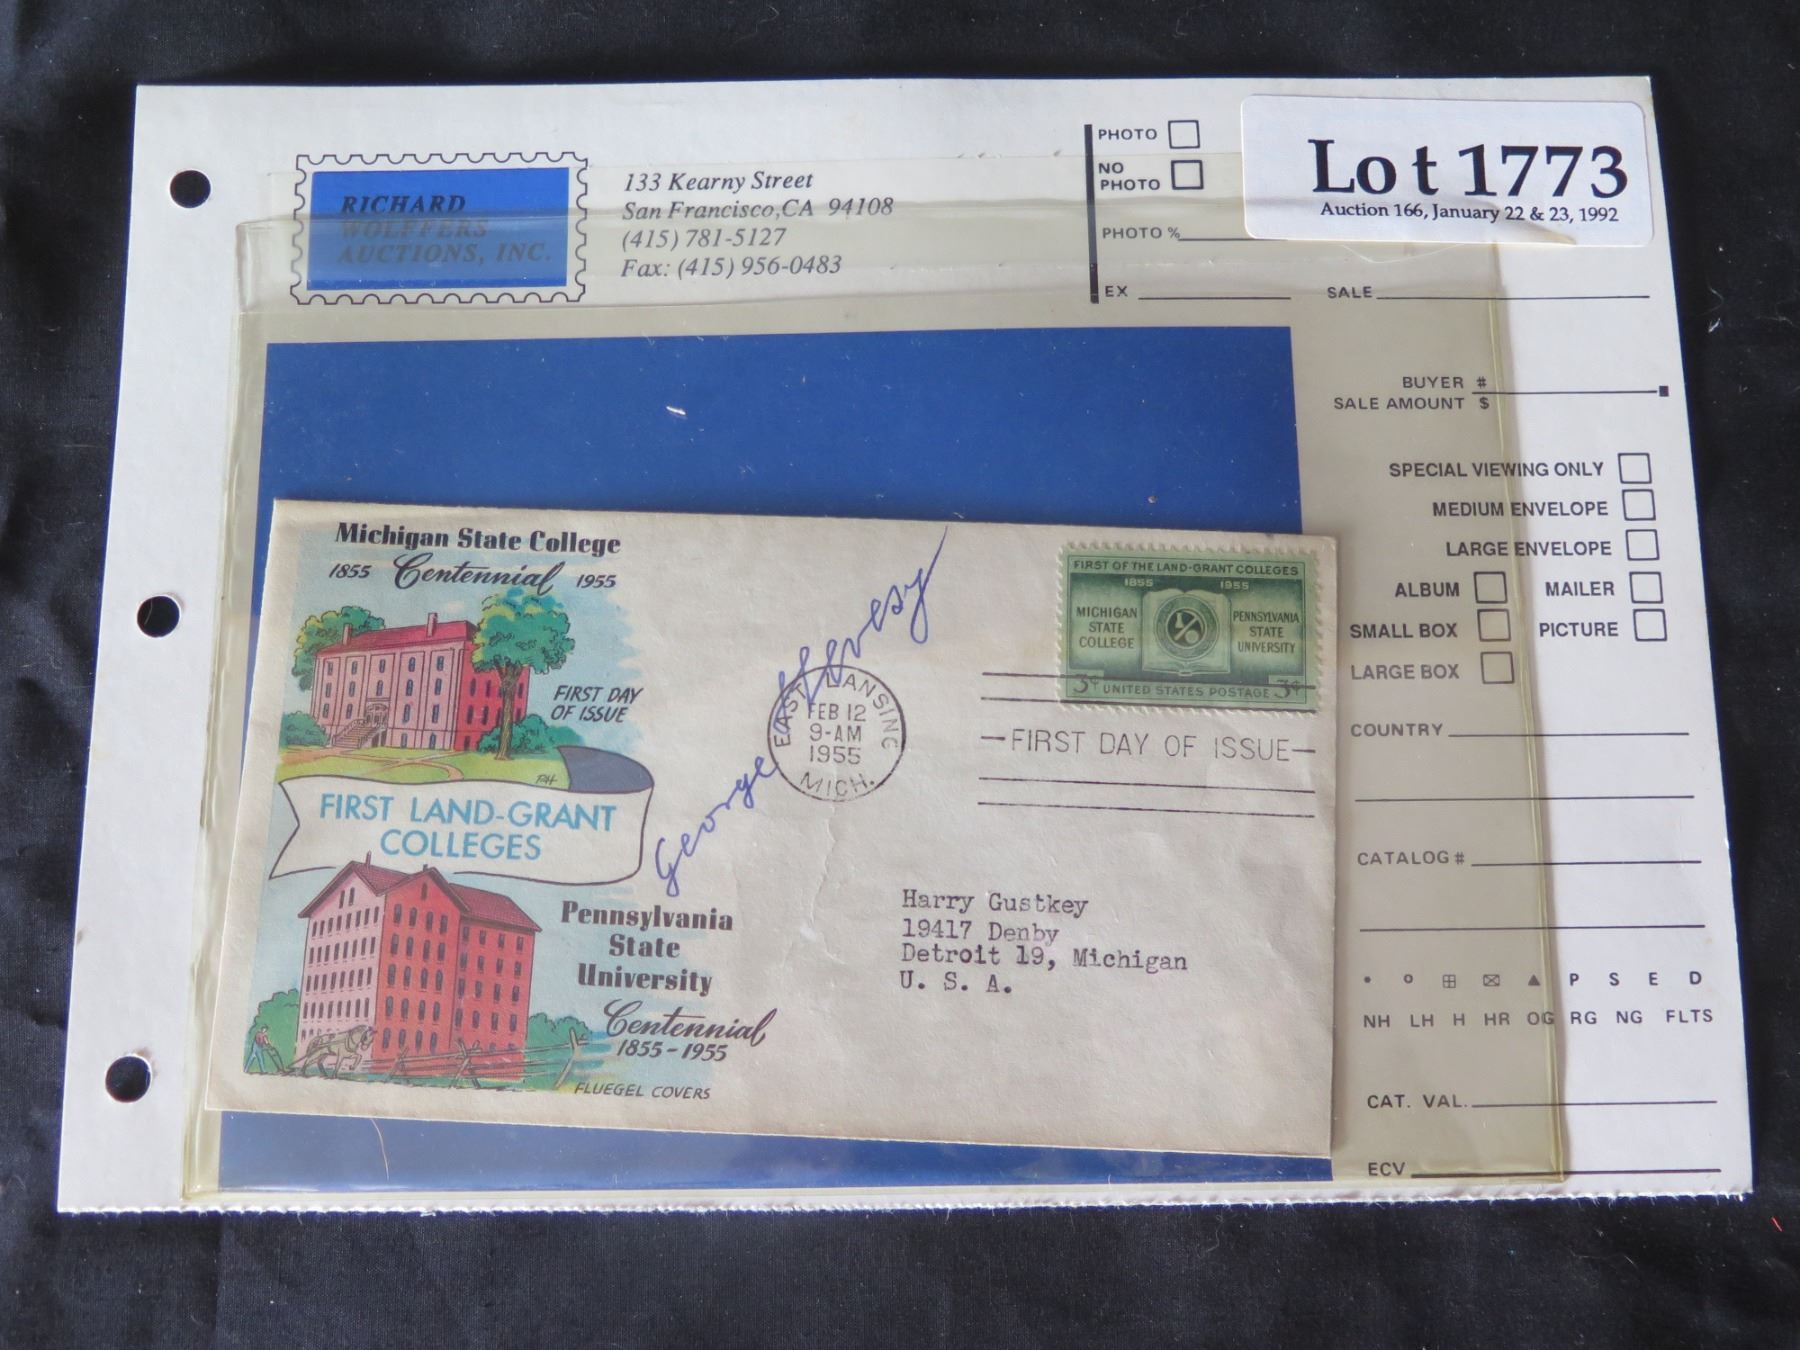 RICHARD
WOLFFERS
AUCTIONS, INC.
133 Kearny Street
San Francisco, CA 94108
(415) 781-5127
Fax: (415) 956-0483
PHOTO
NO
PHOTO
PHOTO %
EX
SALE
Lot 1773
Auction 166, January 22 & 23, 1992
BUYER #
SALE AMOUNT $
SPECIAL VIEWING ONLY
MEDIUM ENVELOPE
LARGE ENVELOPE
ALBUM MAILER
SMALL BOX PICTURE
LARGE BOX
COUNTRY
CATALOG #
P S E D
NH LH H HR OG RG NG FLTS
CAT. VAL.
ECV
Michigan State College
1855 Centennial 1955
FIRST DAY
OF ISSUE
RH
FIRST LAND-GRANT
COLLEGES
Pennsylvania
State
University
Centennial
1855-1955
FLUEGEL COVERS
George
EAST LANSING
FEB 12
9-AM
1955
MICH.
FIRST OF THE LAND-GRANT COLLEGES
1855 1955
MICHIGAN
STATE
COLLEGE
PENNSYLVANIA
STATE
UNIVERSITY
3¢ UNITED STATES POSTAGE 3¢
FIRST DAY OF ISSUE
Harry Gustkey
19417 Denby
Detroit 19, Michigan
U. S. A.